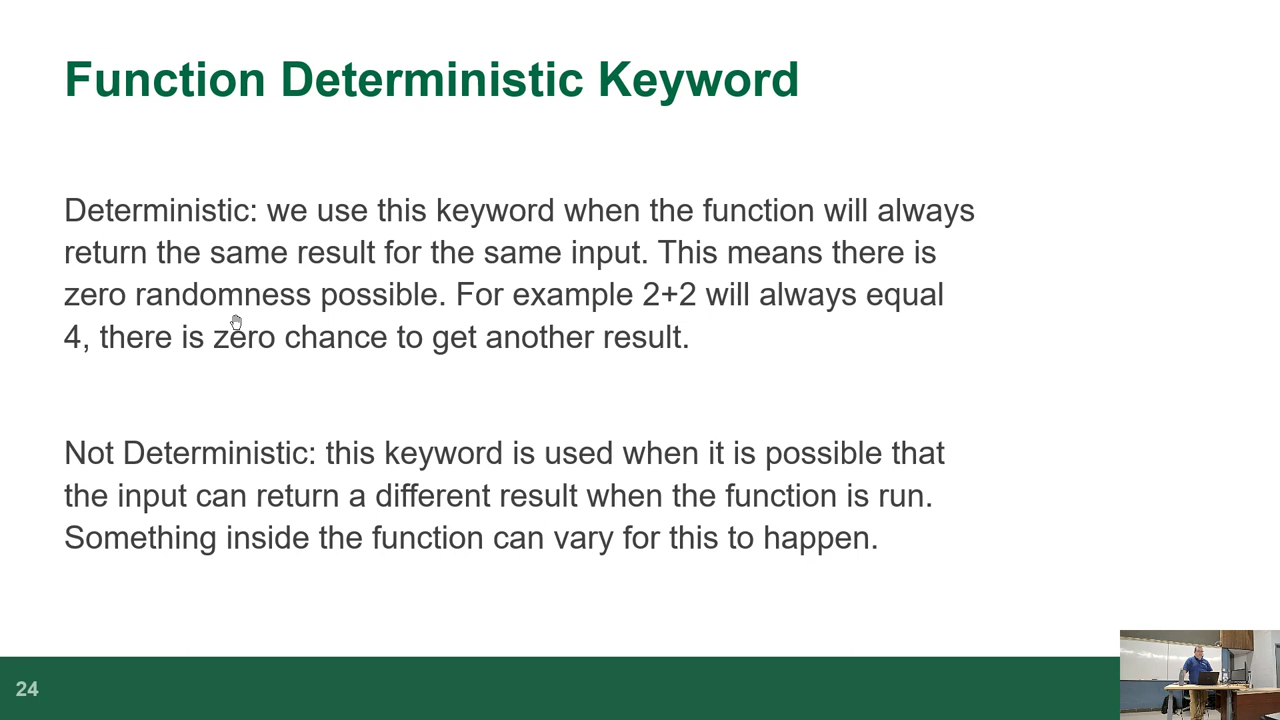 Function Deterministic Keyword
Deterministic: we use this keyword when the function will always
return the same result for the same input. This means there is
zero randomness possible. For example 2+2 will always equal
4, there is zero chance to get another result.
Not Deterministic: this keyword is used when it is possible that
the input can return a different result when the function is run.
Something inside the function can vary for this to happen.
24